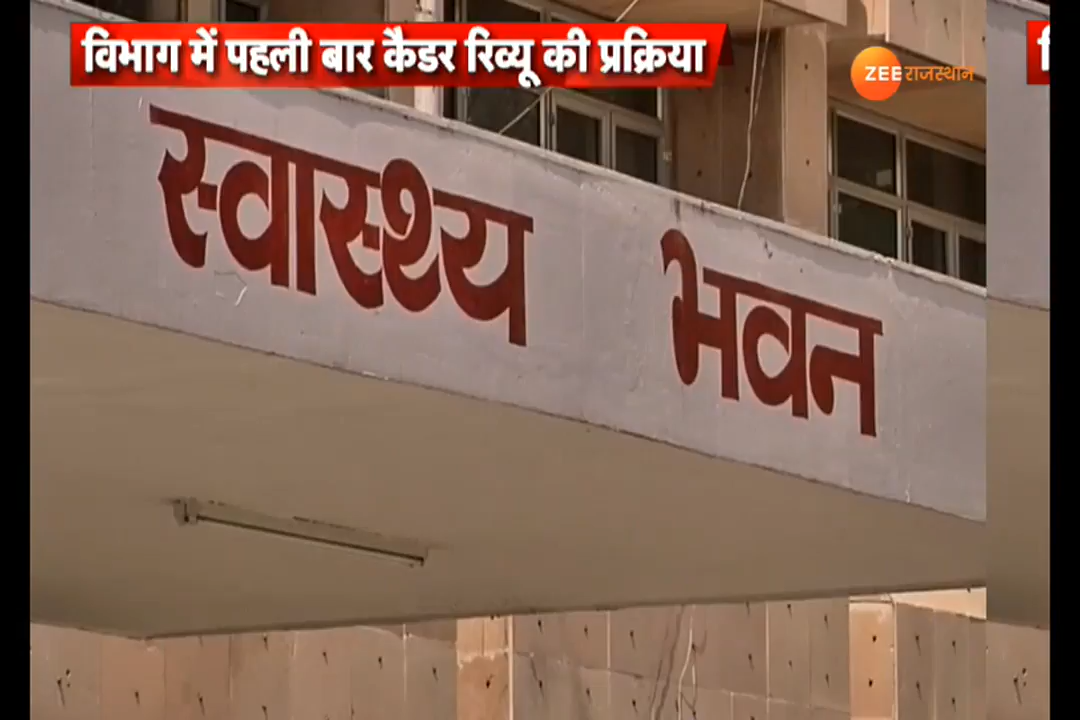 विभाग में पहली बार कैडर रिव्यू की प्रक्रिया
ZEE राजस्थान
स्वास्थ्य भवन